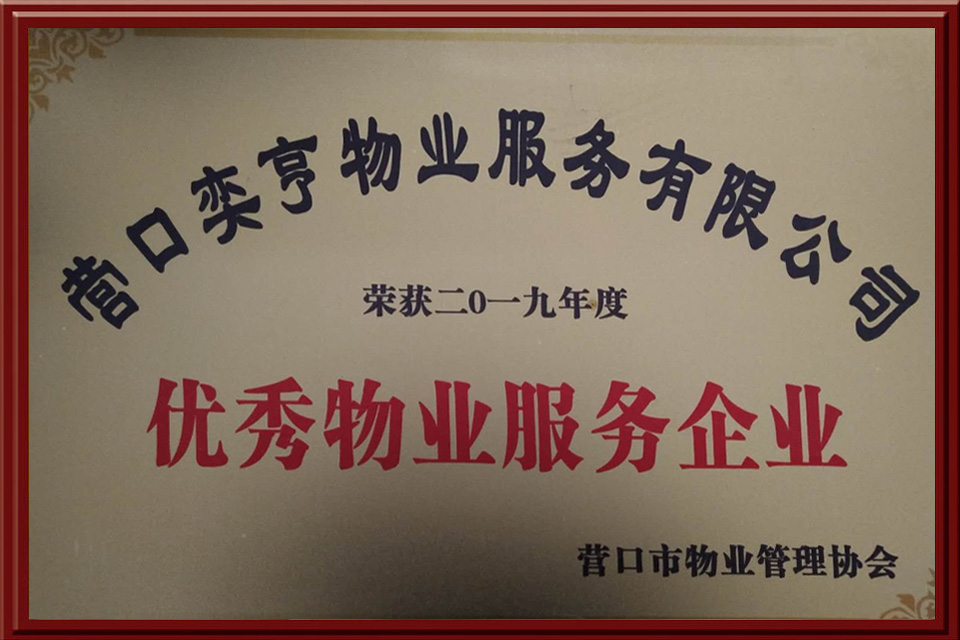 营口奕亨物业服务有限公司
荣获二0一九年度
优秀物业服务企业
营口市物业管理协会